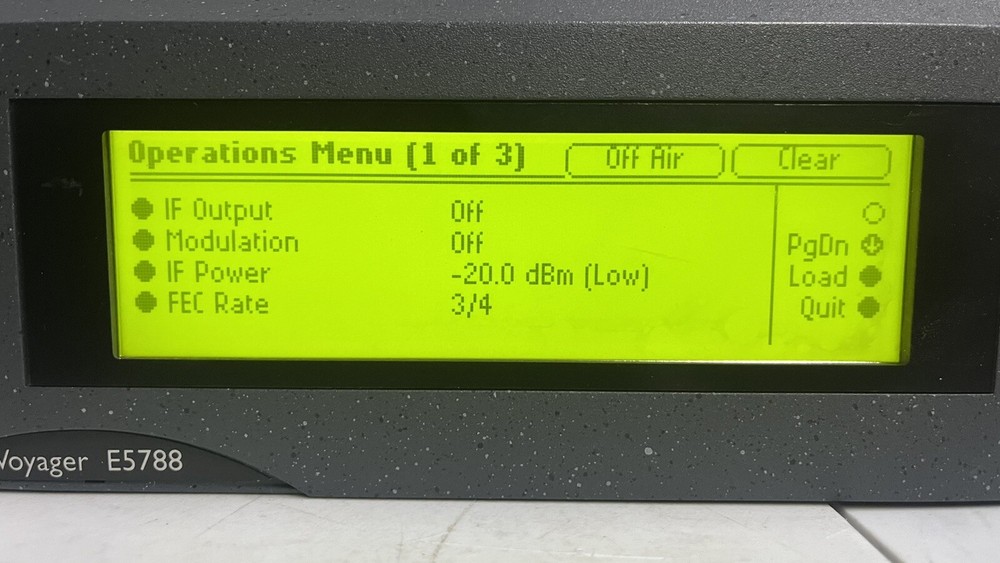 Operations Menu (1 of 3) Off Air Clear
IF Output Off
Modulation Off PgDn
IF Power -20.0 dBm (Low) Load
FEC Rate 3/4 Quit
Voyager E5788